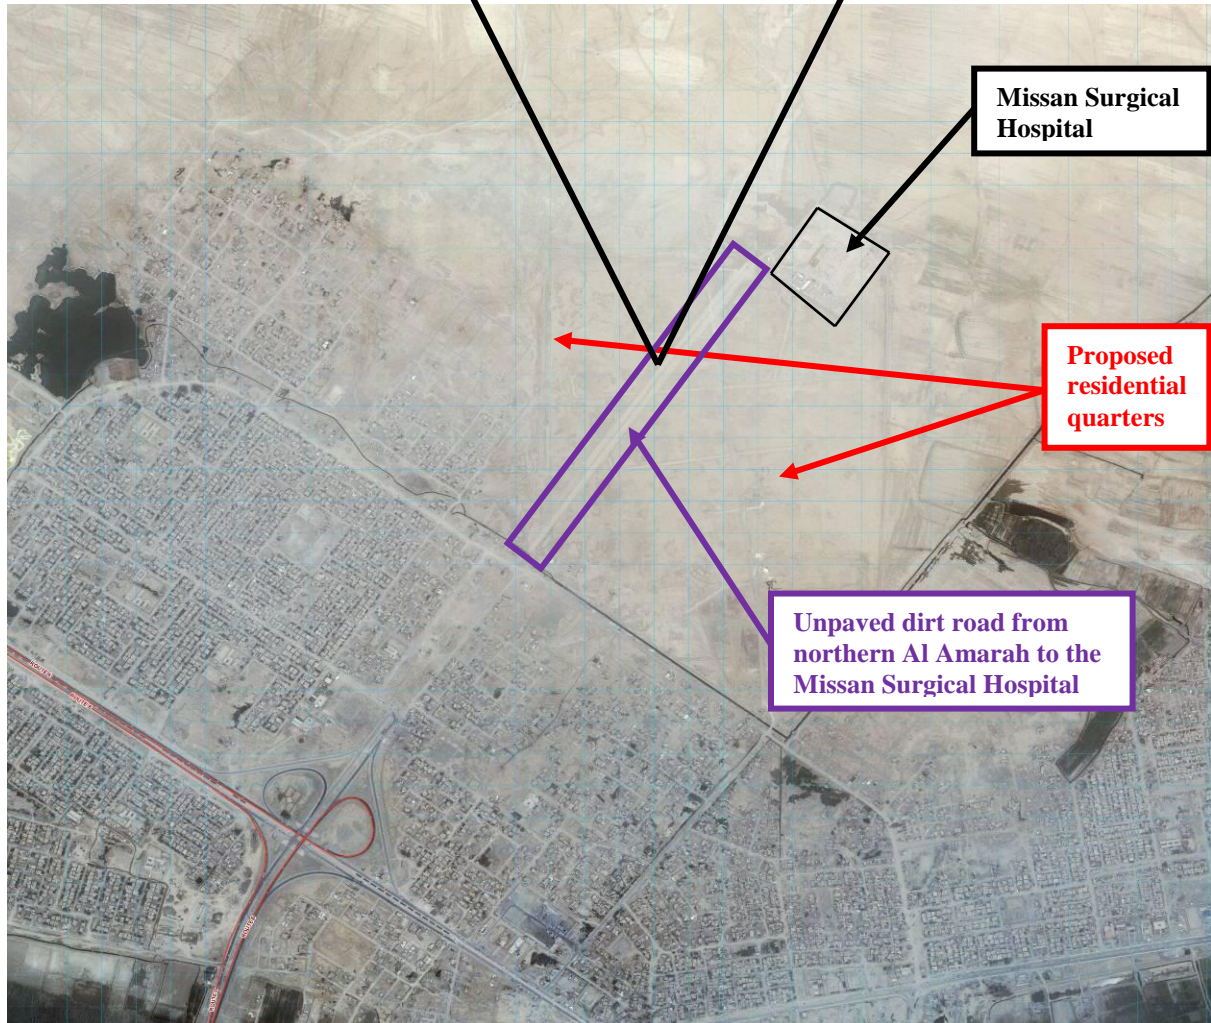 Missan Surgical
Hospital
Proposed
residential
quarters
Unpaved dirt road from
northern Al Amarah to the
Missan Surgical Hospital